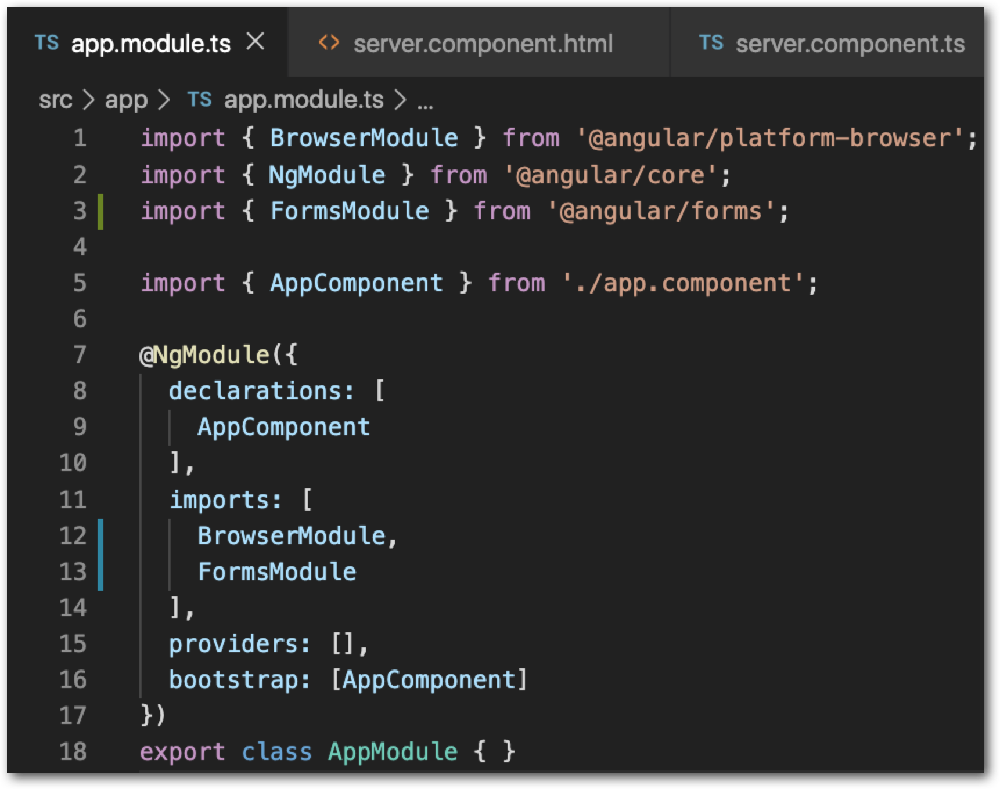 TS app.module.ts × <> server.component.html TS server.component.ts
src > app > TS app.module.ts > ...
1 import { BrowserModule } from '@angular/platform-browser';
2 import { NgModule } from '@angular/core';
3 import { FormsModule } from '@angular/forms';
4
5 import { AppComponent } from './app.component';
6
7 @NgModule({
8   declarations: [
9     AppComponent
10   ],
11   imports: [
12     BrowserModule,
13     FormsModule
14   ],
15   providers: [],
16   bootstrap: [AppComponent]
17 })
18 export class AppModule { }